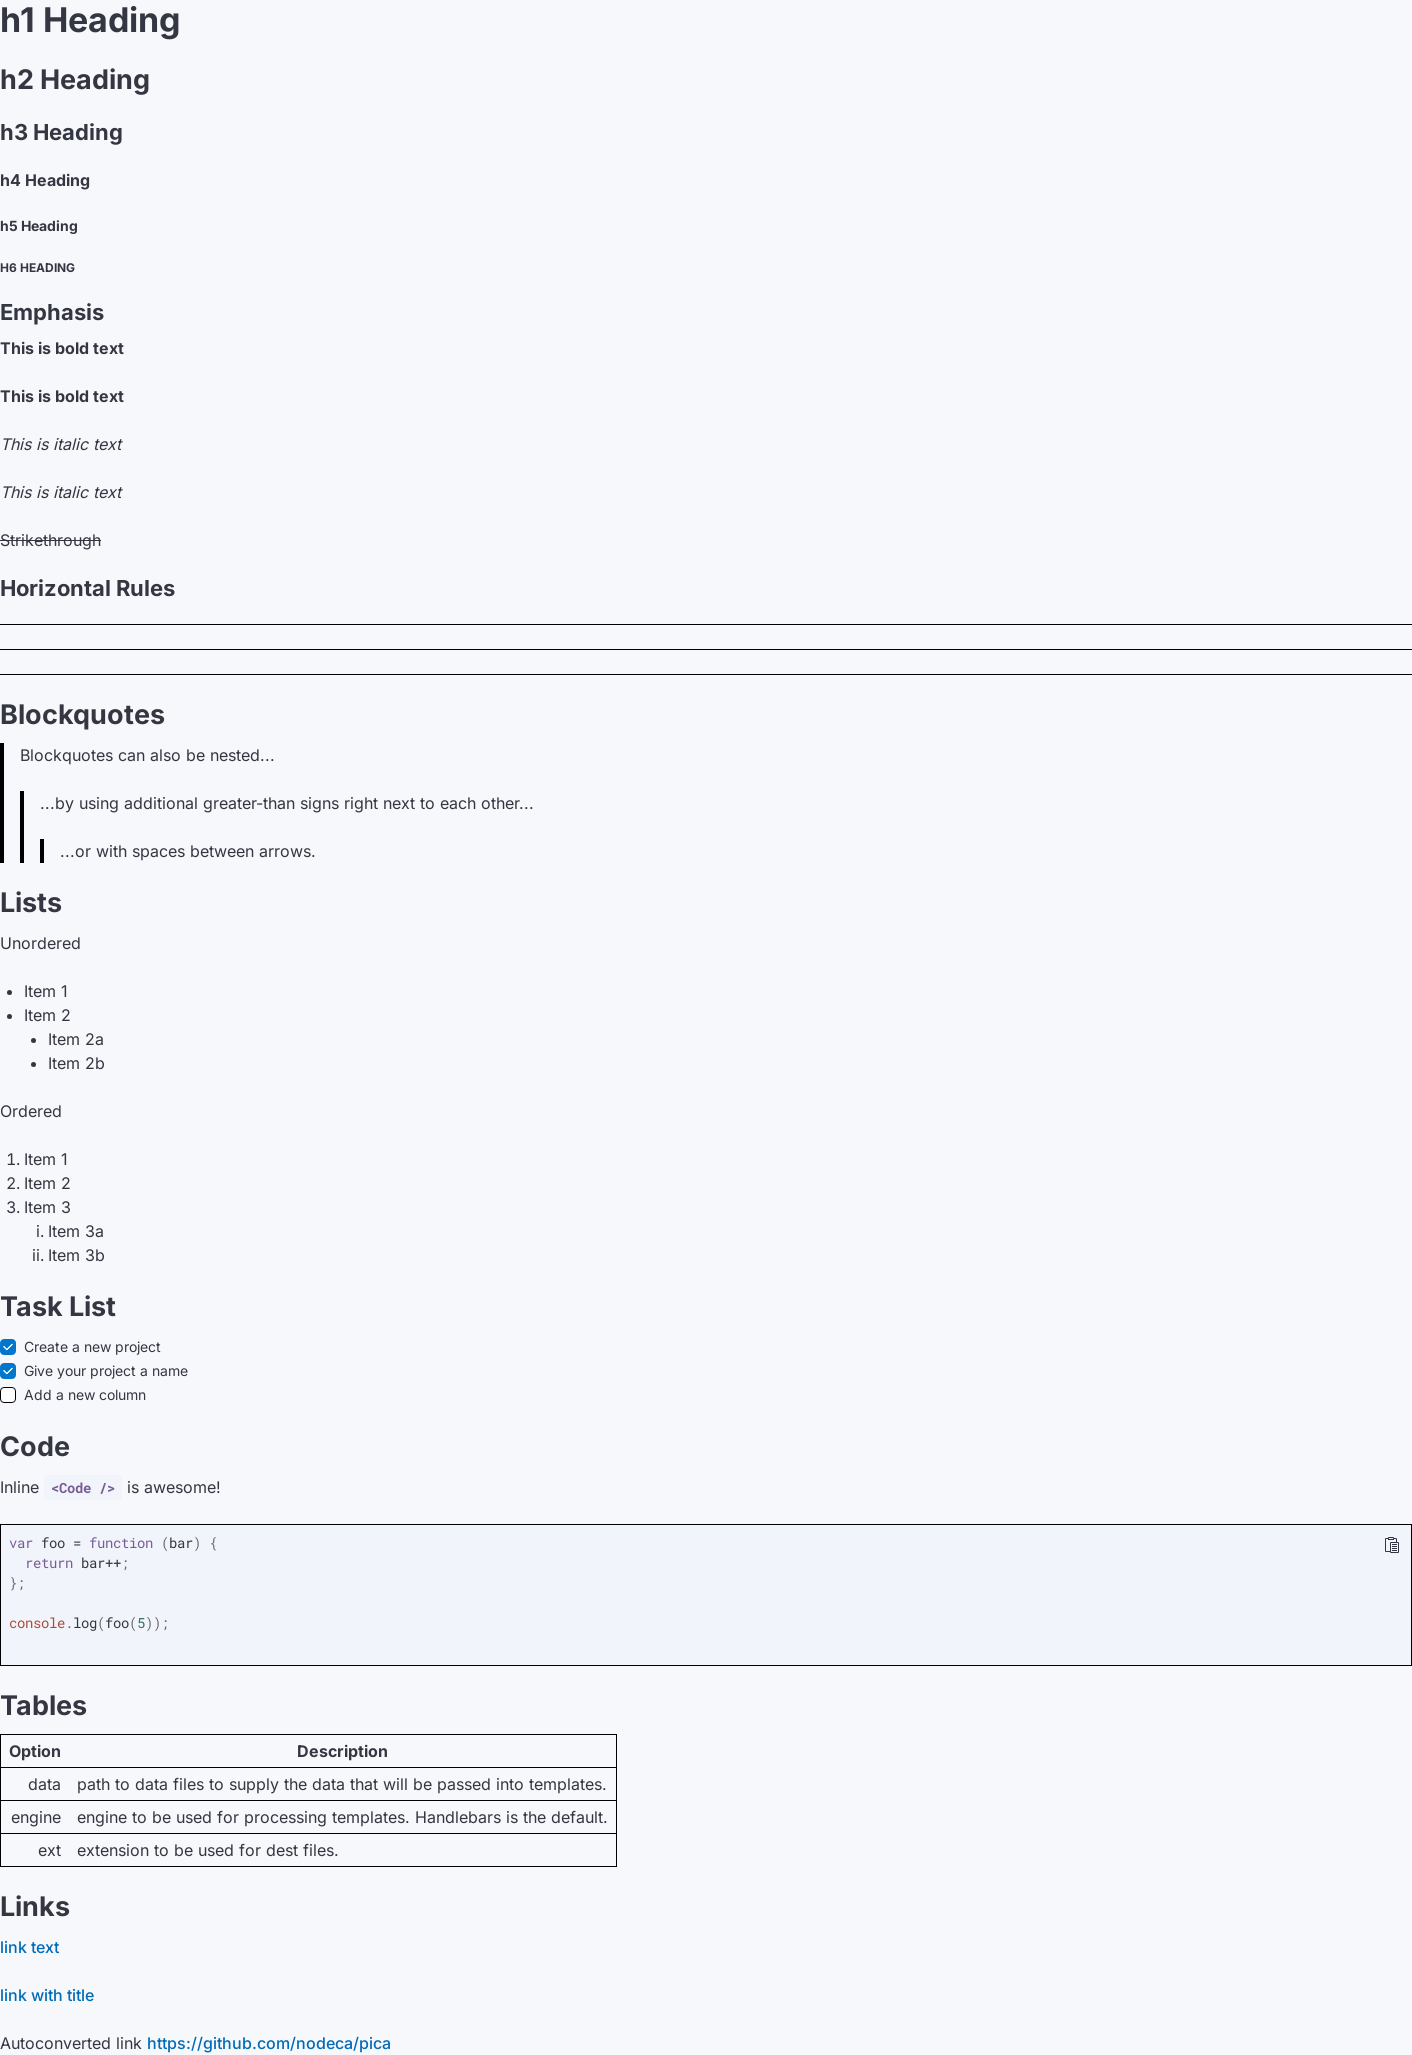 h1 Heading
h2 Heading
h3 Heading
h4 Heading
h5 Heading
H6 HEADING
Emphasis
This is bold text
This is bold text
This is italic text
This is italic text
Strikethrough
Horizontal Rules
Blockquotes
Blockquotes can also be nested...
...by using additional greater-than signs right next to each other...
...or with spaces between arrows.
Lists
Unordered
• Item 1
• Item 2
• Item 2a
• Item 2b
Ordered
1. Item 1
2. Item 2
3. Item 3
i. Item 3a
ii. Item 3b
Task List
Create a new project
Give your project a name
Add a new column
Code
Inline <Code /> is awesome!
var foo = function (bar) {
  return bar++;
};
console.log(foo(5));
Tables
Option Description
data path to data files to supply the data that will be passed into templates.
engine engine to be used for processing templates. Handlebars is the default.
ext extension to be used for dest files.
Links
link text
link with title
Autoconverted link https://github.com/nodeca/pica